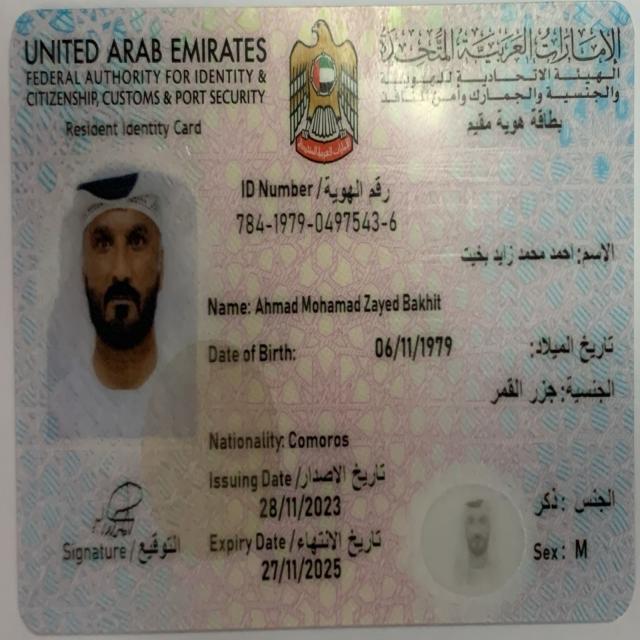 UNITED ARAB EMIRATES
FEDERAL AUTHORITY FOR IDENTITY &
CITIZENSHIP, CUSTOMS & PORT SECURITY
Resident Identity Card
الإمارات العربية المتحدة
الهيئة الاتحادية للهوية
والجنسية والجمارك وأمن المنافذ
بطاقة هوية مقيم
ID Number / رقم الهوية
784-1979-0497543-6
الاسم: احمد محمد زايد بخيت
Name: Ahmad Mohamad Zayed Bakhit
Date of Birth: 06/11/1979 تاريخ الميلاد:
الجنسية: جزر القمر
Nationality: Comoros
Issuing Date / تاريخ الاصدار
28/11/2023
Expiry Date / تاريخ الانتهاء
27/11/2025
الجنس: ذكر
Sex: M
Signature / التوقيع